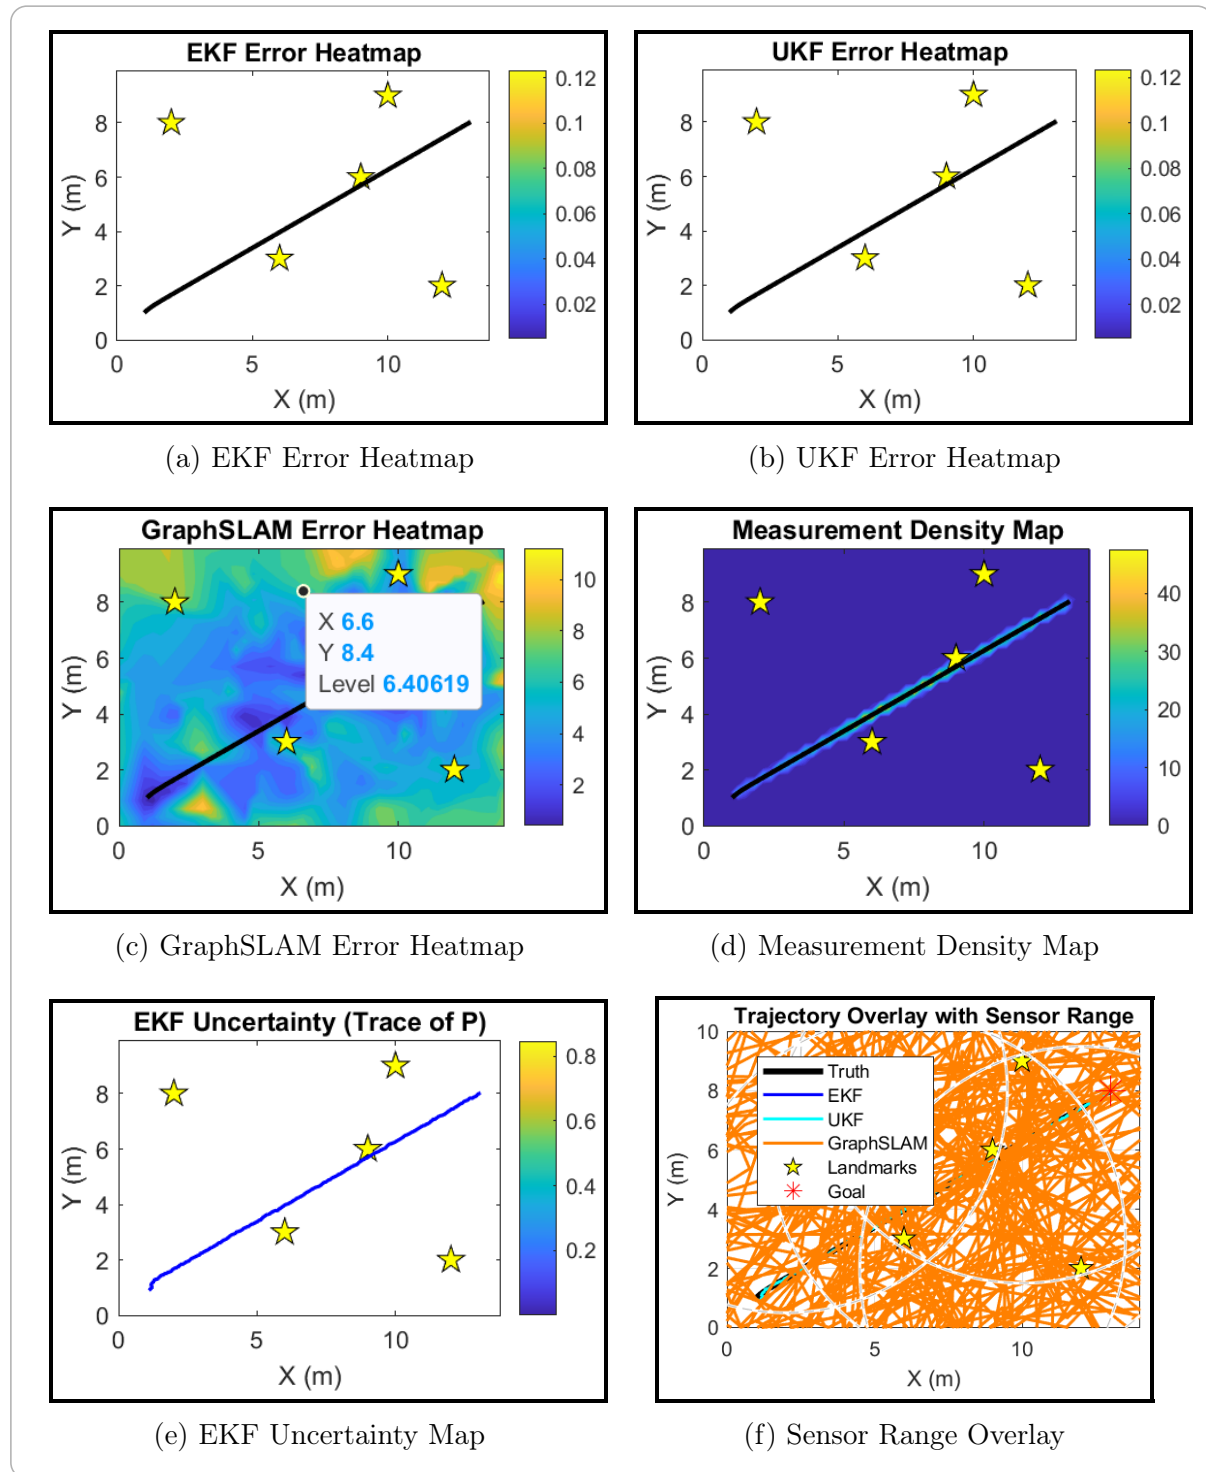 EKF Error Heatmap
Y (m)
8
6
4
2
0
0 5 10
X (m)
0.12
0.1
0.08
0.06
0.04
0.02
(a) EKF Error Heatmap
UKF Error Heatmap
Y (m)
8
6
4
2
0
0 5 10
X (m)
0.12
0.1
0.08
0.06
0.04
0.02
(b) UKF Error Heatmap
GraphSLAM Error Heatmap
Y (m)
8
6
4
2
0
0 5 10
X (m)
X 6.6
Y 8.4
Level 6.40619
10
8
6
4
2
(c) GraphSLAM Error Heatmap
Measurement Density Map
Y (m)
8
6
4
2
0
0 5 10
X (m)
40
30
20
10
0
(d) Measurement Density Map
EKF Uncertainty (Trace of P)
Y (m)
8
6
4
2
0
0 5 10
X (m)
0.8
0.6
0.4
0.2
(e) EKF Uncertainty Map
Trajectory Overlay with Sensor Range
Y (m)
10
8
6
4
2
0
0 5 10
X (m)
Truth
EKF
UKF
GraphSLAM
Landmarks
Goal
(f) Sensor Range Overlay